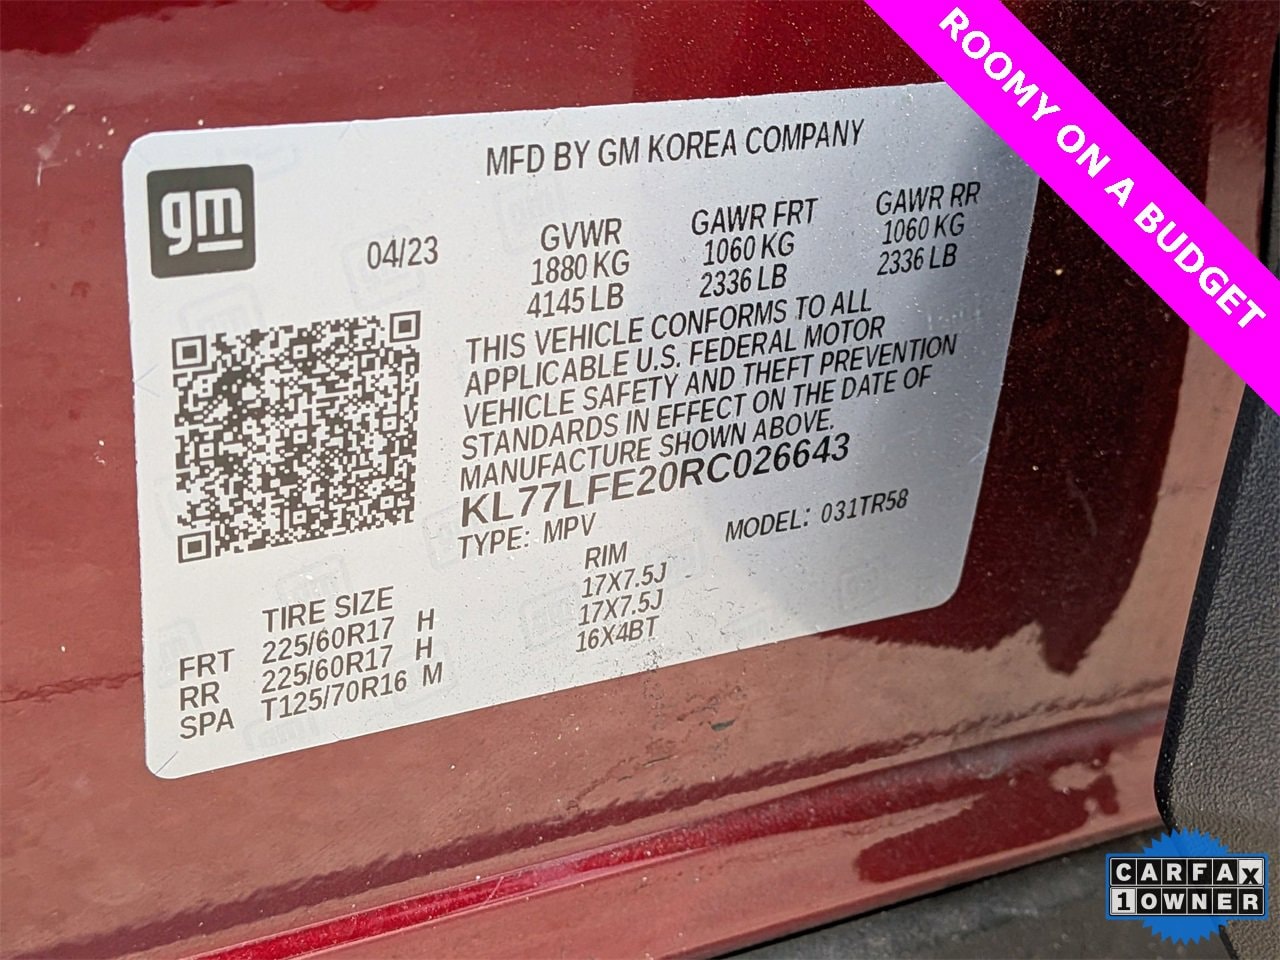 ROOMY ON A BUDGET
MFD BY GM KOREA COMPANY
gm
04/23
GVWR GAWR FRT GAWR RR
1880 KG 1060 KG 1060 KG
4145 LB 2336 LB 2336 LB
THIS VEHICLE CONFORMS TO ALL
APPLICABLE U.S. FEDERAL MOTOR
VEHICLE SAFETY AND THEFT PREVENTION
STANDARDS IN EFFECT ON THE DATE OF
MANUFACTURE SHOWN ABOVE.
KL77LFE20RC026643
TYPE: MPV MODEL: 031TR58
TIRE SIZE RIM
FRT 225/60R17 H 17X7.5J
RR 225/60R17 H 17X7.5J
SPA T125/70R16 M 16X4BT
CARFAX
1 OWNER